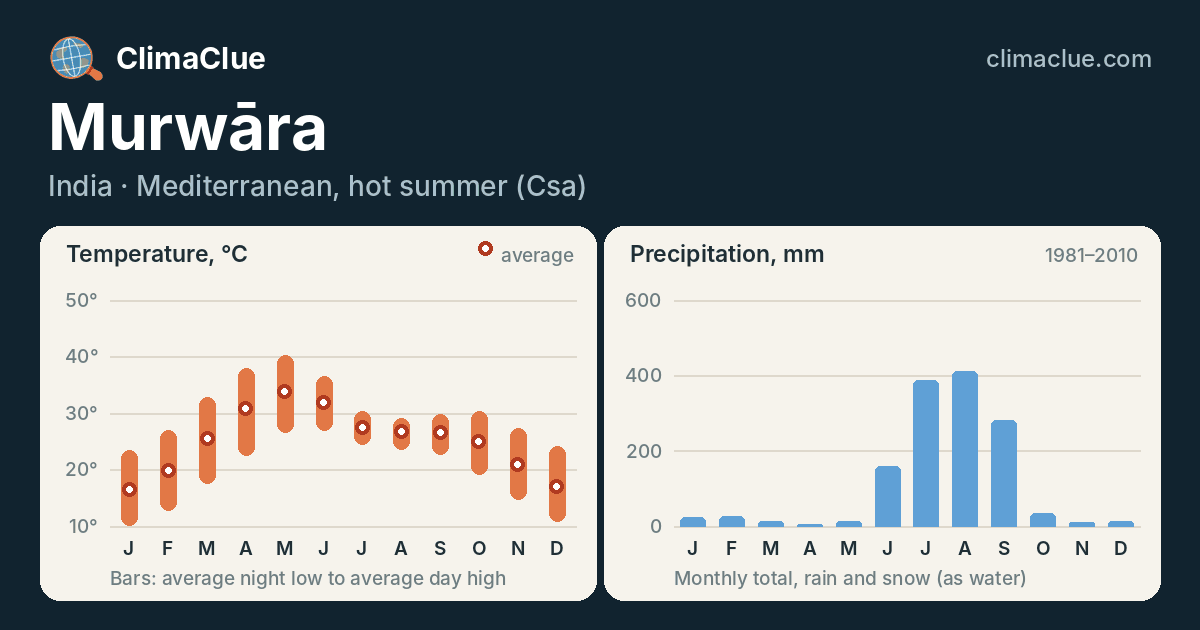 ClimaClue
climaclue.com
Murwāra
India · Mediterranean, hot summer (Csa)
Temperature, °C
average
50°
40°
30°
20°
10°
J F M A M J J A S O N D
Bars: average night low to average day high
Precipitation, mm
1981–2010
600
400
200
0
J F M A M J J A S O N D
Monthly total, rain and snow (as water)